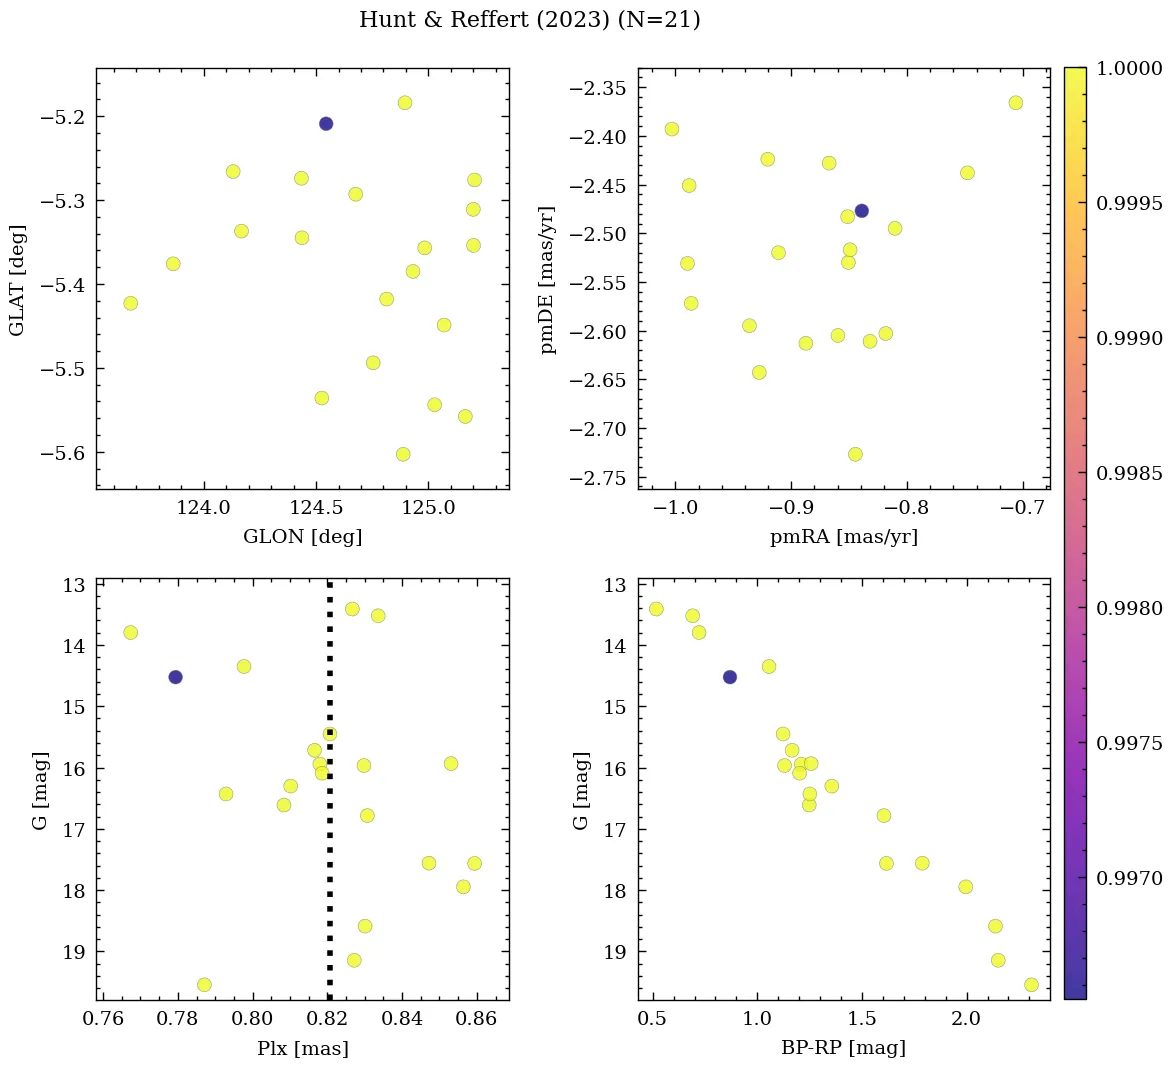 Hunt & Reffert (2023) (N=21)
−5.2
−5.3
−5.4
−5.5
−5.6
GLAT [deg]
124.0 124.5 125.0
GLON [deg]
−2.35
−2.40
−2.45
−2.50
−2.55
−2.60
−2.65
−2.70
−2.75
pmDE [mas/yr]
−1.0 −0.9 −0.8 −0.7
pmRA [mas/yr]
1.0000
0.9995
0.9990
0.9985
0.9980
0.9975
0.9970
13
14
15
16
17
18
19
G [mag]
0.76 0.78 0.80 0.82 0.84 0.86
Plx [mas]
13
14
15
16
17
18
19
G [mag]
0.5 1.0 1.5 2.0
BP-RP [mag]